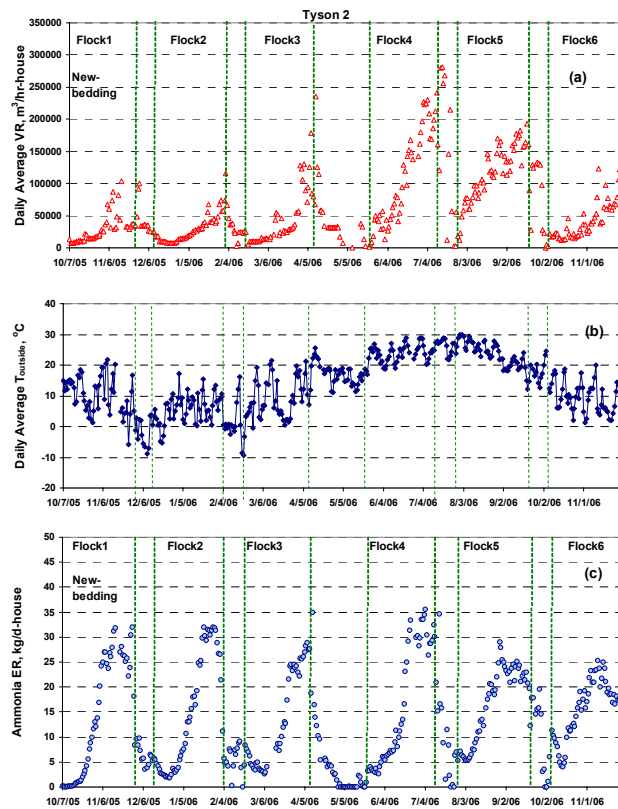 Tyson 2
Daily Average VR, m³/hr-house
350000
300000
250000
200000
150000
100000
50000
0
Flock1 Flock2 Flock3 Flock4 Flock5 Flock6
New-
bedding
(a)
10/7/05 11/6/05 12/6/05 1/5/06 2/4/06 3/6/06 4/5/06 5/5/06 6/4/06 7/4/06 8/3/06 9/2/06 10/2/06 11/1/06
Daily Average Toutside, °C
40
30
20
10
0
-10
-20
(b)
10/7/05 11/6/05 12/6/05 1/5/06 2/4/06 3/6/06 4/5/06 5/5/06 6/4/06 7/4/06 8/3/06 9/2/06 10/2/06 11/1/06
Ammonia ER, kg/d-house
50
45
40
35
30
25
20
15
10
5
0
Flock1 Flock2 Flock3 Flock4 Flock5 Flock6
New-
bedding
(c)
10/7/05 11/6/05 12/6/05 1/5/06 2/4/06 3/6/06 4/5/06 5/5/06 6/4/06 7/4/06 8/3/06 9/2/06 10/2/06 11/1/06